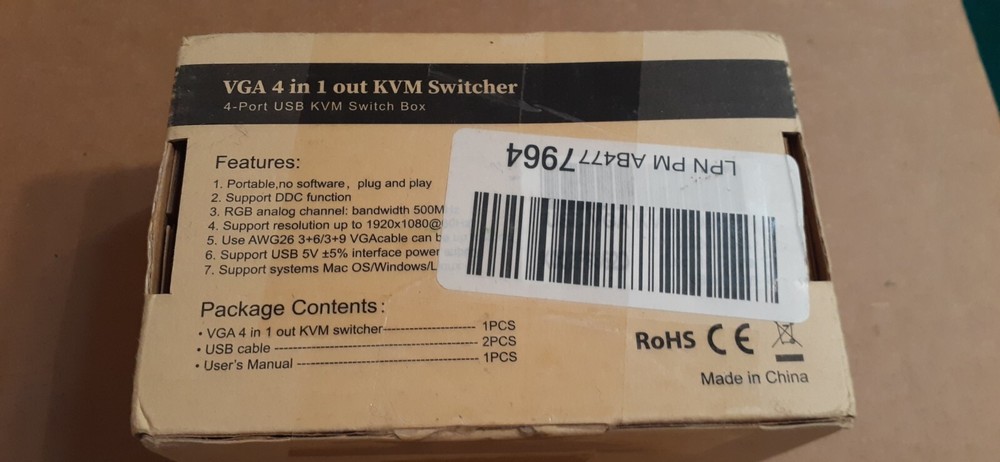 VGA 4 in 1 out KVM Switcher
4-Port USB KVM Switch Box
Features:
1. Portable,no software, plug and play
2. Support DDC function
3. RGB analog channel: bandwidth 500M
4. Support resolution up to 1920x1080@
5. Use AWG26 3+6/3+9 VGAcable can b
6. Support USB 5V ±5% interface power
7. Support systems Mac OS/Windows/L
LPN PM AB4777964
Package Contents:
• VGA 4 in 1 out KVM switcher---------------------- 1PCS
• USB cable ---------------------------------------- 2PCS
• User's Manual ------------------------------------ 1PCS
RoHS CE
Made in China